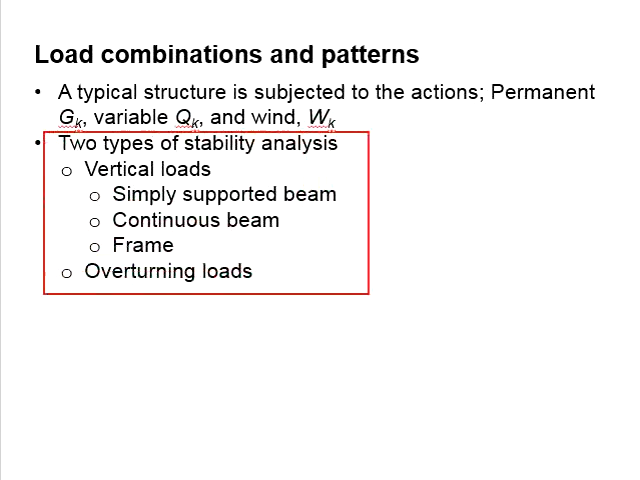 Load combinations and patterns
• A typical structure is subjected to the actions; Permanent
Gk, variable Qk, and wind, Wk
• Two types of stability analysis
o Vertical loads
o Simply supported beam
o Continuous beam
o Frame
o Overturning loads